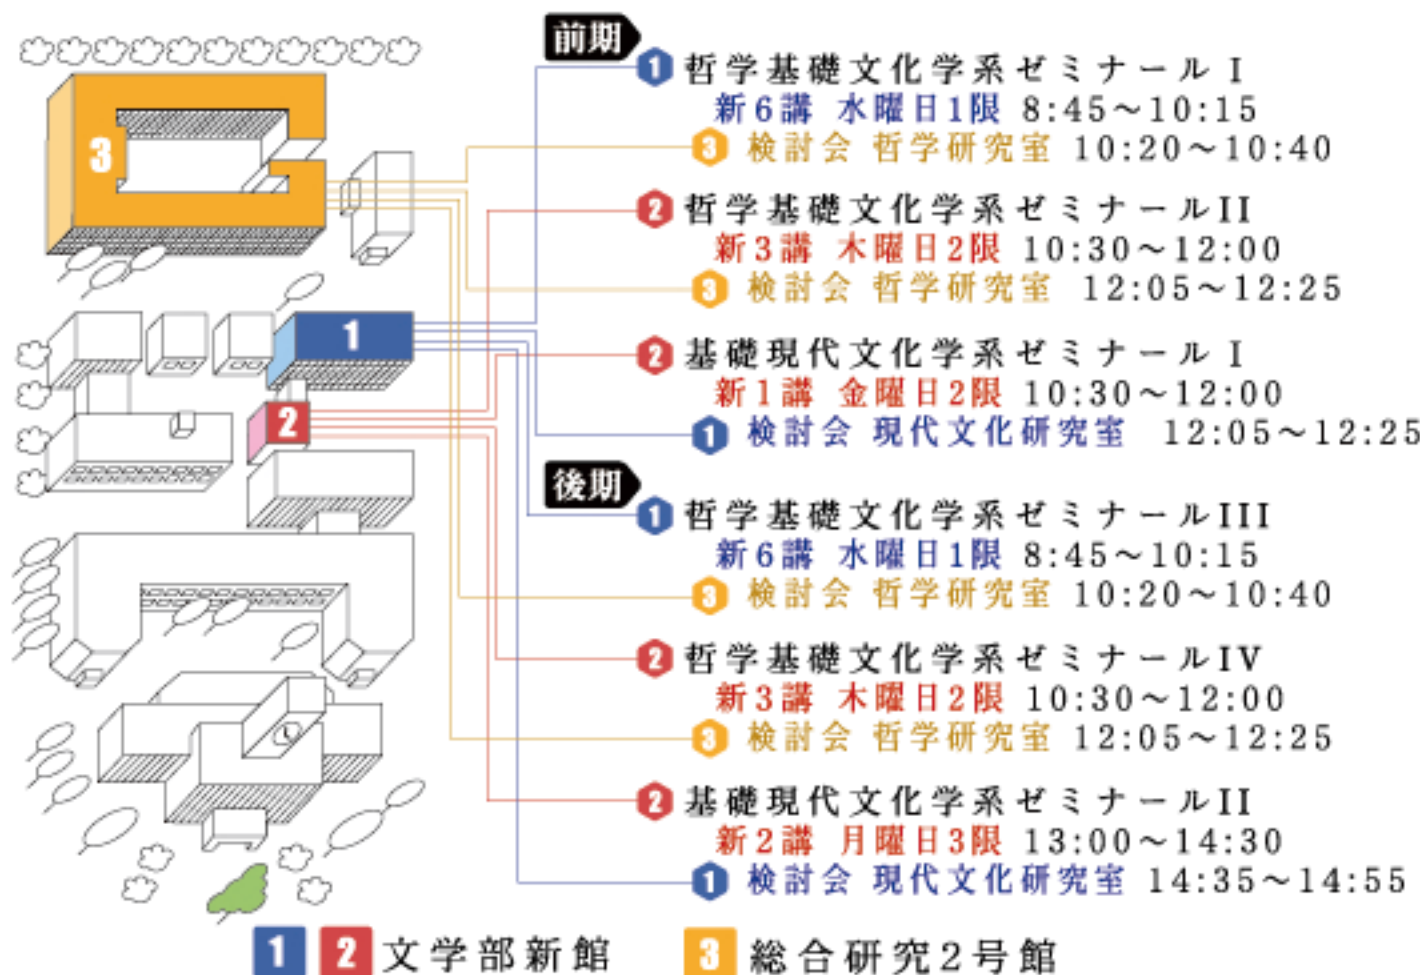 前期
1 哲学基礎文化学系ゼミナール I
新6講 水曜日1限 8:45～10:15
3 検討会 哲学研究室 10:20～10:40
2 哲学基礎文化学系ゼミナールII
新3講 木曜日2限 10:30～12:00
3 検討会 哲学研究室 12:05～12:25
2 基礎現代文化学系ゼミナール I
新1講 金曜日2限 10:30～12:00
1 検討会 現代文化研究室 12:05～12:25
後期
1 哲学基礎文化学系ゼミナールIII
新6講 水曜日1限 8:45～10:15
3 検討会 哲学研究室 10:20～10:40
2 哲学基礎文化学系ゼミナールIV
新3講 木曜日2限 10:30～12:00
3 検討会 哲学研究室 12:05～12:25
2 基礎現代文化学系ゼミナールII
新2講 月曜日3限 13:00～14:30
1 検討会 現代文化研究室 14:35～14:55
3
1
2
1 2 文学部新館 3 総合研究2号館